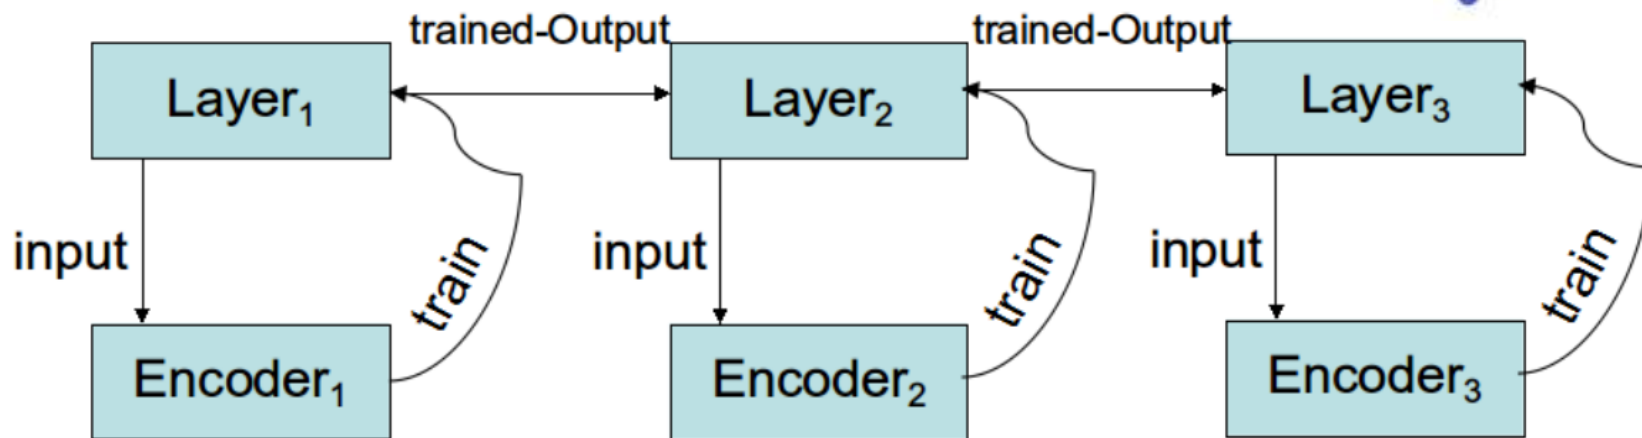 trained-Output trained-Output
Layer₁ Layer₂ Layer₃
input train input train input train
Encoder₁ Encoder₂ Encoder₃